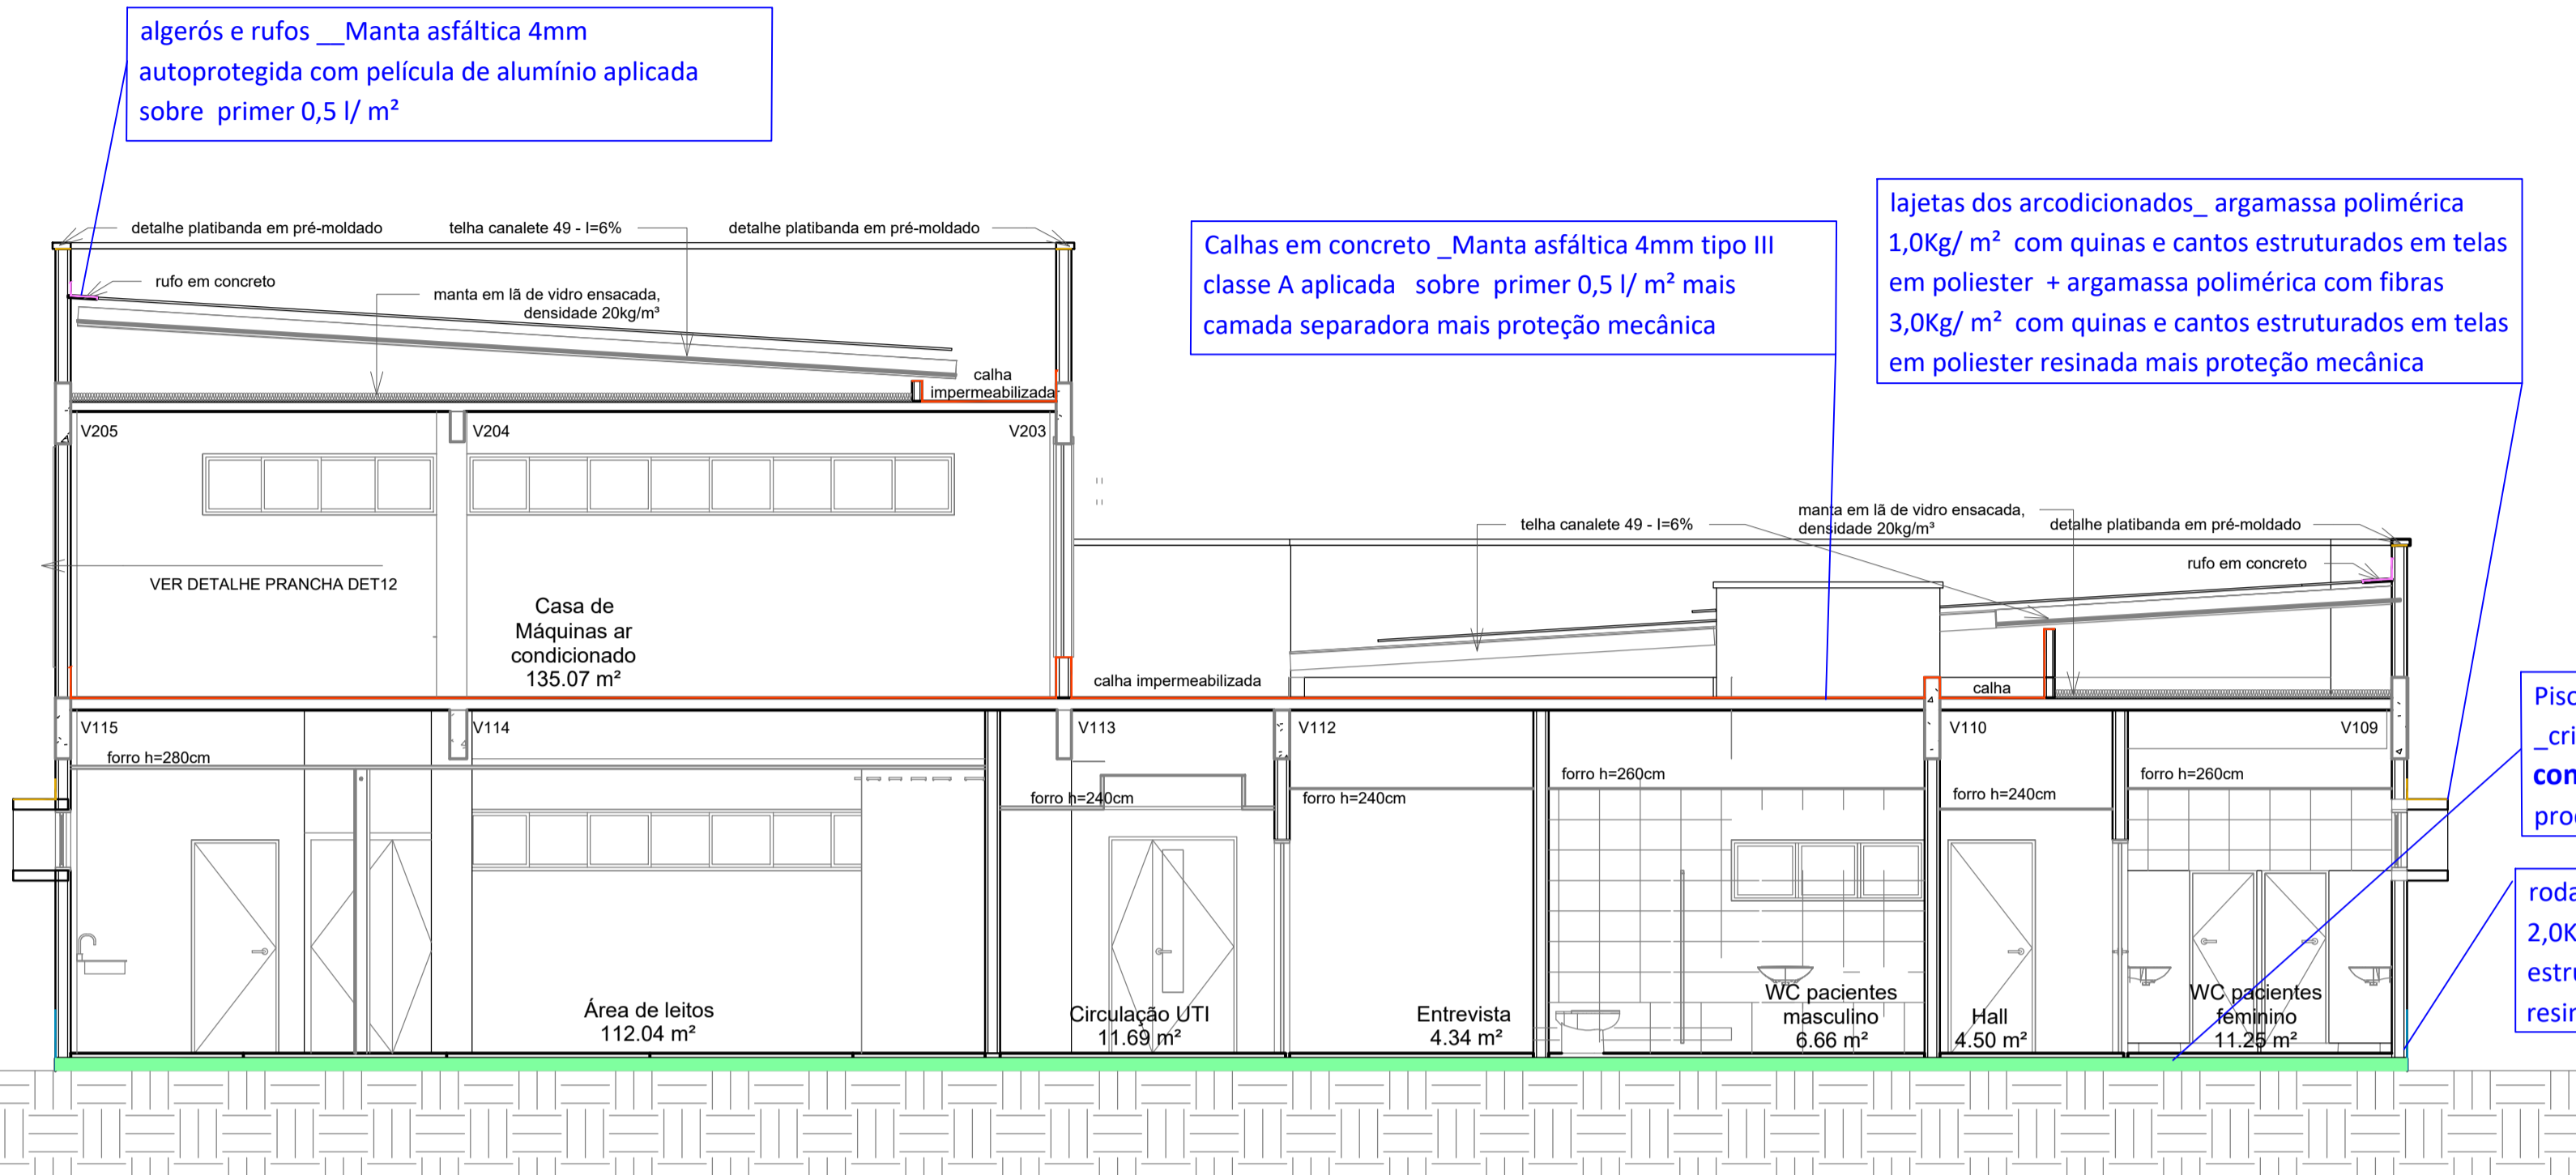 algerós e rufos __Manta asfáltica 4mm
autoprotegida com película de alumínio aplicada
sobre primer 0,5 l/ m²
lajetas dos arcodicionados_ argamassa polimérica
1,0Kg/ m² com quinas e cantos estruturados em telas
em poliester + argamassa polimérica com fibras
3,0Kg/ m² com quinas e cantos estruturados em telas
em poliester resinada mais proteção mecânica
Calhas em concreto _Manta asfáltica 4mm tipo III
classe A aplicada sobre primer 0,5 l/ m² mais
camada separadora mais proteção mecânica
detalhe platibanda em pré-moldado
telha canalete 49 - I=6%
detalhe platibanda em pré-moldado
rufo em concreto
manta em lã de vidro ensacada,
densidade 20kg/m³
calha
impermeabilizada
V205
V204
V203
telha canalete 49 - I=6%
manta em lã de vidro ensacada,
densidade 20kg/m³
detalhe platibanda em pré-moldado
rufo em concreto
VER DETALHE PRANCHA DET12
Casa de
Máquinas ar
condicionado
135.07 m²
calha impermeabilizada
calha
V115
V114
V113
V112
V110
V109
forro h=280cm
forro h=240cm
forro h=240cm
forro h=260cm
forro h=240cm
forro h=260cm
Área de leitos
112.04 m²
Circulação UTI
11.69 m²
Entrevista
4.34 m²
WC pacientes
masculino
6.66 m²
Hall
4.50 m²
WC pacientes
feminino
11.25 m²
2,0K